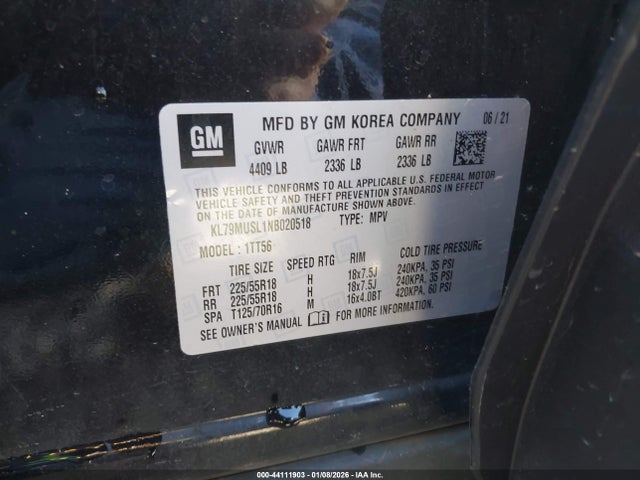 GM
MFD BY GM KOREA COMPANY 06/21
GVWR GAWR FRT GAWR RR
4409 LB 2336 LB 2336 LB
THIS VEHICLE CONFORMS TO ALL APPLICABLE U.S. FEDERAL MOTOR
VEHICLE SAFETY AND THEFT PREVENTION STANDARDS IN EFFECT
ON THE DATE OF MANUFACTURE SHOWN ABOVE.
KL79MUSL1NB020518 TYPE: MPV
MODEL: 1TT56
TIRE SIZE SPEED RTG RIM COLD TIRE PRESSURE
FRT 225/55R18 H 18x7.5J 240KPA, 35 PSI
RR 225/55R18 H 18x7.5J 240KPA, 35 PSI
SPA T125/70R16 M 16x4.0BT 420KPA, 60 PSI
SEE OWNER'S MANUAL FOR MORE INFORMATION.
000-44111903 - 01/08/2026 - IAA Inc.